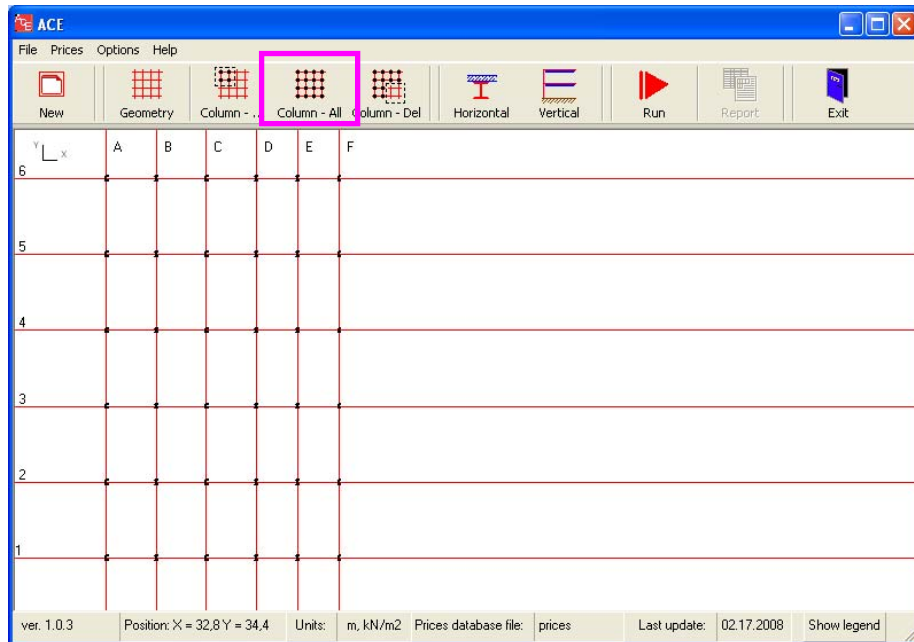 ACE
File Prices Options Help
New Geometry Column - .. Column - All Column - Del Horizontal Vertical Run Report Exit
Y X A B C D E F
6
5
4
3
2
1
ver. 1.0.3 Position: X = 32,8 Y = 34,4 Units: m, kN/m2 Prices database file: prices Last update: 02.17.2008 Show legend